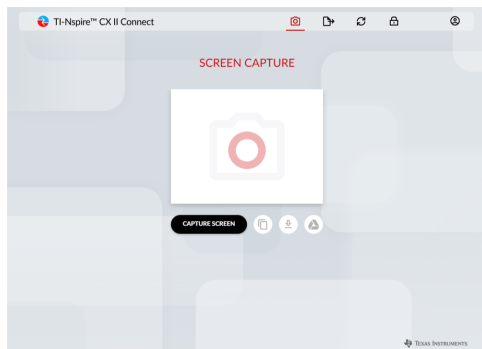 TI-Nspire™ CX II Connect
SCREEN CAPTURE
CAPTURE SCREEN
TEXAS INSTRUMENTS